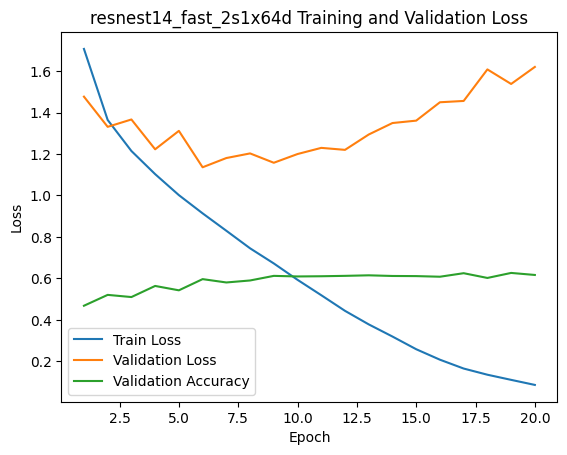 resnest14_fast_2s1x64d Training and Validation Loss
Loss
1.6
1.4
1.2
1.0
0.8
0.6
0.4
0.2
Train Loss
Validation Loss
Validation Accuracy
2.5 5.0 7.5 10.0 12.5 15.0 17.5 20.0
Epoch